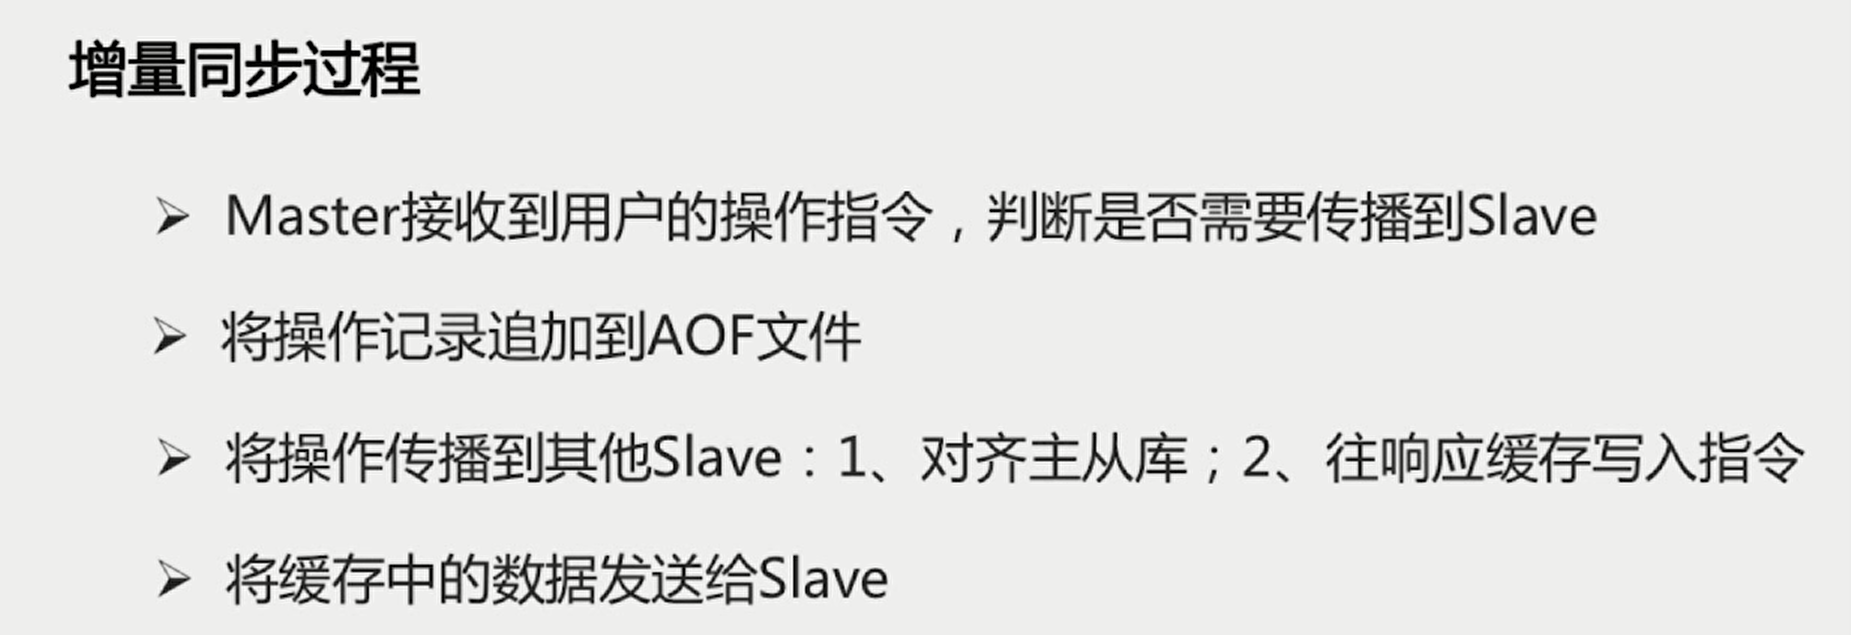 增量同步过程
➢ Master接收到用户的操作指令，判断是否需要传播到Slave
➢ 将操作记录追加到AOF文件
➢ 将操作传播到其他Slave：1、对齐主从库；2、往响应缓存写入指令
➢ 将缓存中的数据发送给Slave